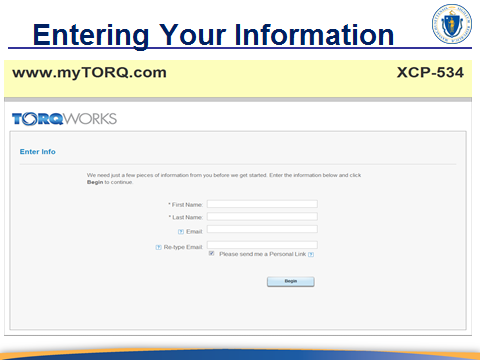 Entering Your Information
www.myTORQ.com XCP-534
TORQWORKS
Enter Info
We need just a few pieces of information from you before we get started. Enter the information below and click
Begin to continue.
* First Name:
* Last Name:
? Email:
? Re-type Email:
Please send me a Personal Link ?
Begin